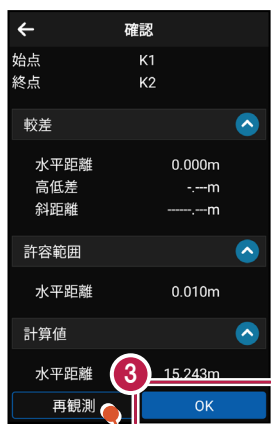 確認
始点 K1
終点 K2
較差
水平距離 0.000m
高低差 -.---m
斜距離 ------.---m
許容範囲
水平距離 0.010m
計算値
水平距離 15.243m
3
再観測 OK